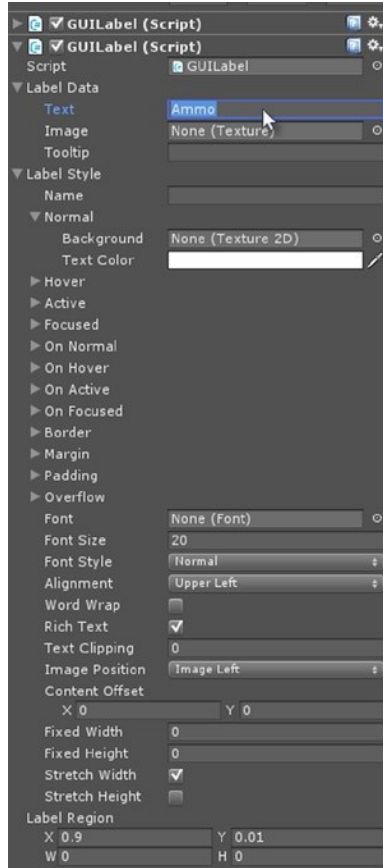 GUILabel (Script)
GUILabel (Script)
Script GUILabel
Label Data
Text Ammo
Image None (Texture)
Tooltip
Label Style
Name
Normal
Background None (Texture 2D)
Text Color
Hover
Active
Focused
On Normal
On Hover
On Active
On Focused
Border
Margin
Padding
Overflow
Font None (Font)
Font Size 20
Font Style Normal
Alignment Upper Left
Word Wrap
Rich Text
Text Clipping 0
Image Position Image Left
Content Offset
X 0 Y 0
Fixed Width 0
Fixed Height 0
Stretch Width
Stretch Height
Label Region
X 0.9 Y 0.01
W 0 H 0